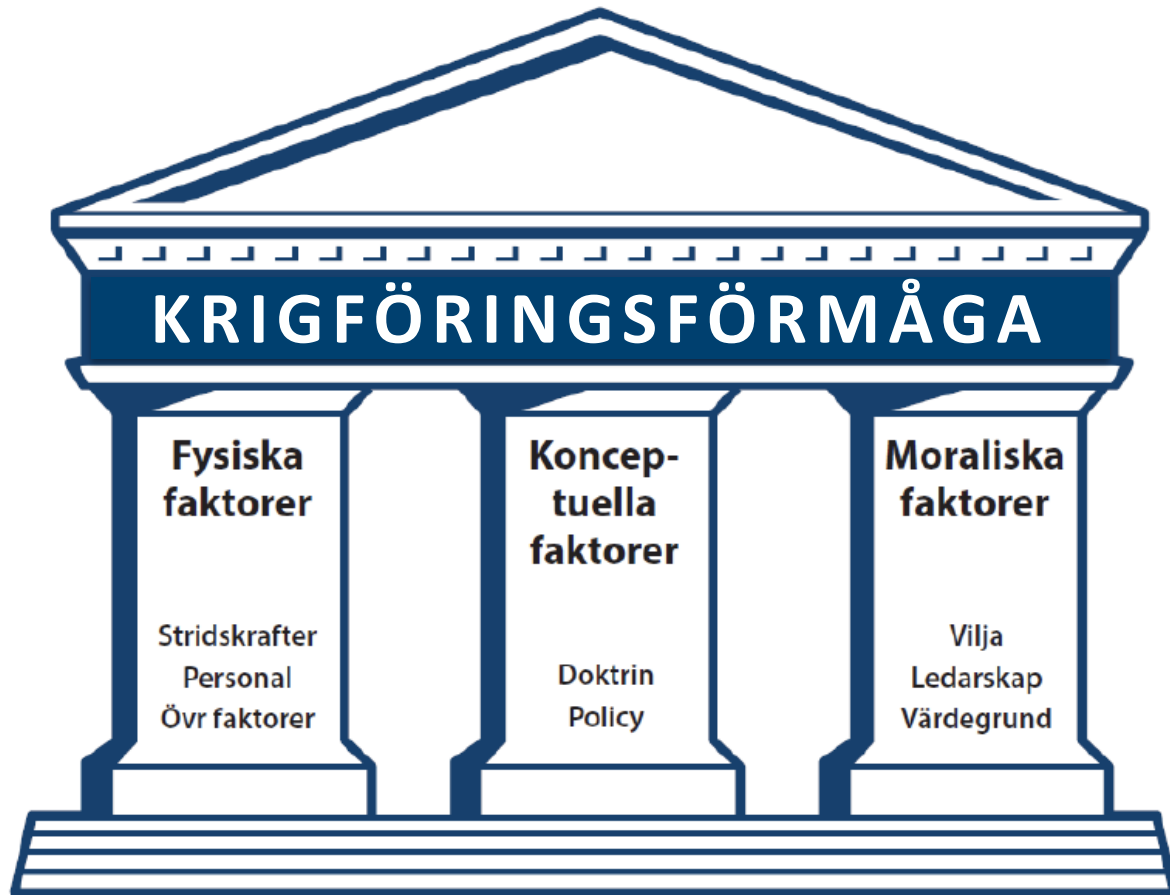 KRIGFÖRINGSFÖRMÅGA
Fysiska
faktorer
Stridskrafter
Personal
Övr faktorer
Koncep-
tuella
faktorer
Doktrin
Policy
Moraliska
faktorer
Vilja
Ledarskap
Värdegrund